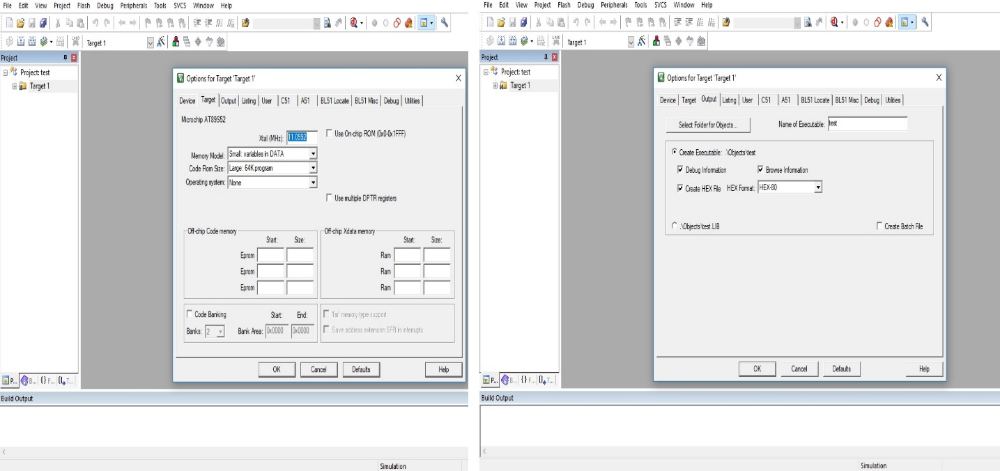 File Edit View Project Flash Debug Peripherals Tools SVCS Window Help
Target 1
Project
Project: test
Target 1
Options for Target 'Target 1'
X
Device Target Output Listing User C51 A51 BL51 Locate BL51 Misc Debug Utilities
Microchip AT89S52
Xtal (MHz): 11.0592
Use On-chip ROM (0x0-0x1FFF)
Memory Model: Small: variables in DATA
Code Rom Size: Large: 64K program
Operating system: None
Use multiple DPTR registers
Off-chip Code memory
Start: Size:
Eprom
Eprom
Eprom
Off-chip Xdata memory
Start: Size:
Ram
Ram
Ram
Code Banking Start: End:
Banks: 2 Bank Area: 0x0000 0x0000
'far' memory type support
Save address extension SFR in interrupts
OK Cancel Defaults Help
P... B... {} F... T...
Build Output
Simulation
File Edit View Project Flash Debug Peripherals Tools SVCS Window Help
LOAD
Target 1
Project
Project: test
Target 1
Options for Target 'Target 1'
X
Device Target Output Listing User C51 A51 BL51 Locate BL51 Misc Debug Utilities
Select Folder for Objects... Name of Executable: test
Create Executable: .\Objects\test
Debug Information Browse Information
Create HEX File HEX Format: HEX-80
.\Objects\test.LIB Create Batch File
OK Cancel Defaults Help
P... B... {} F... T...
Build Output
Simulation